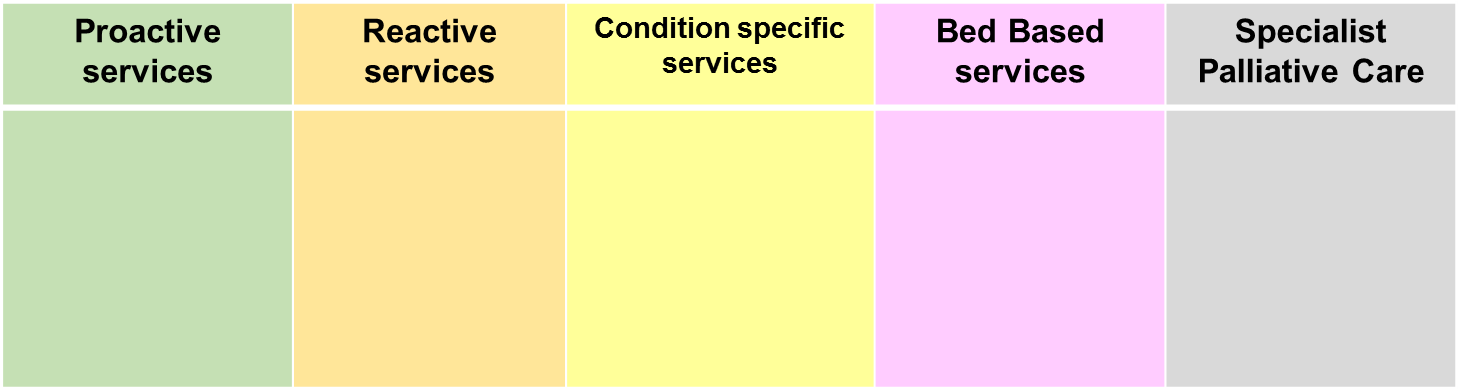 Proactive
services
Reactive
services
Condition specific
services
Bed Based
services
Specialist
Palliative Care